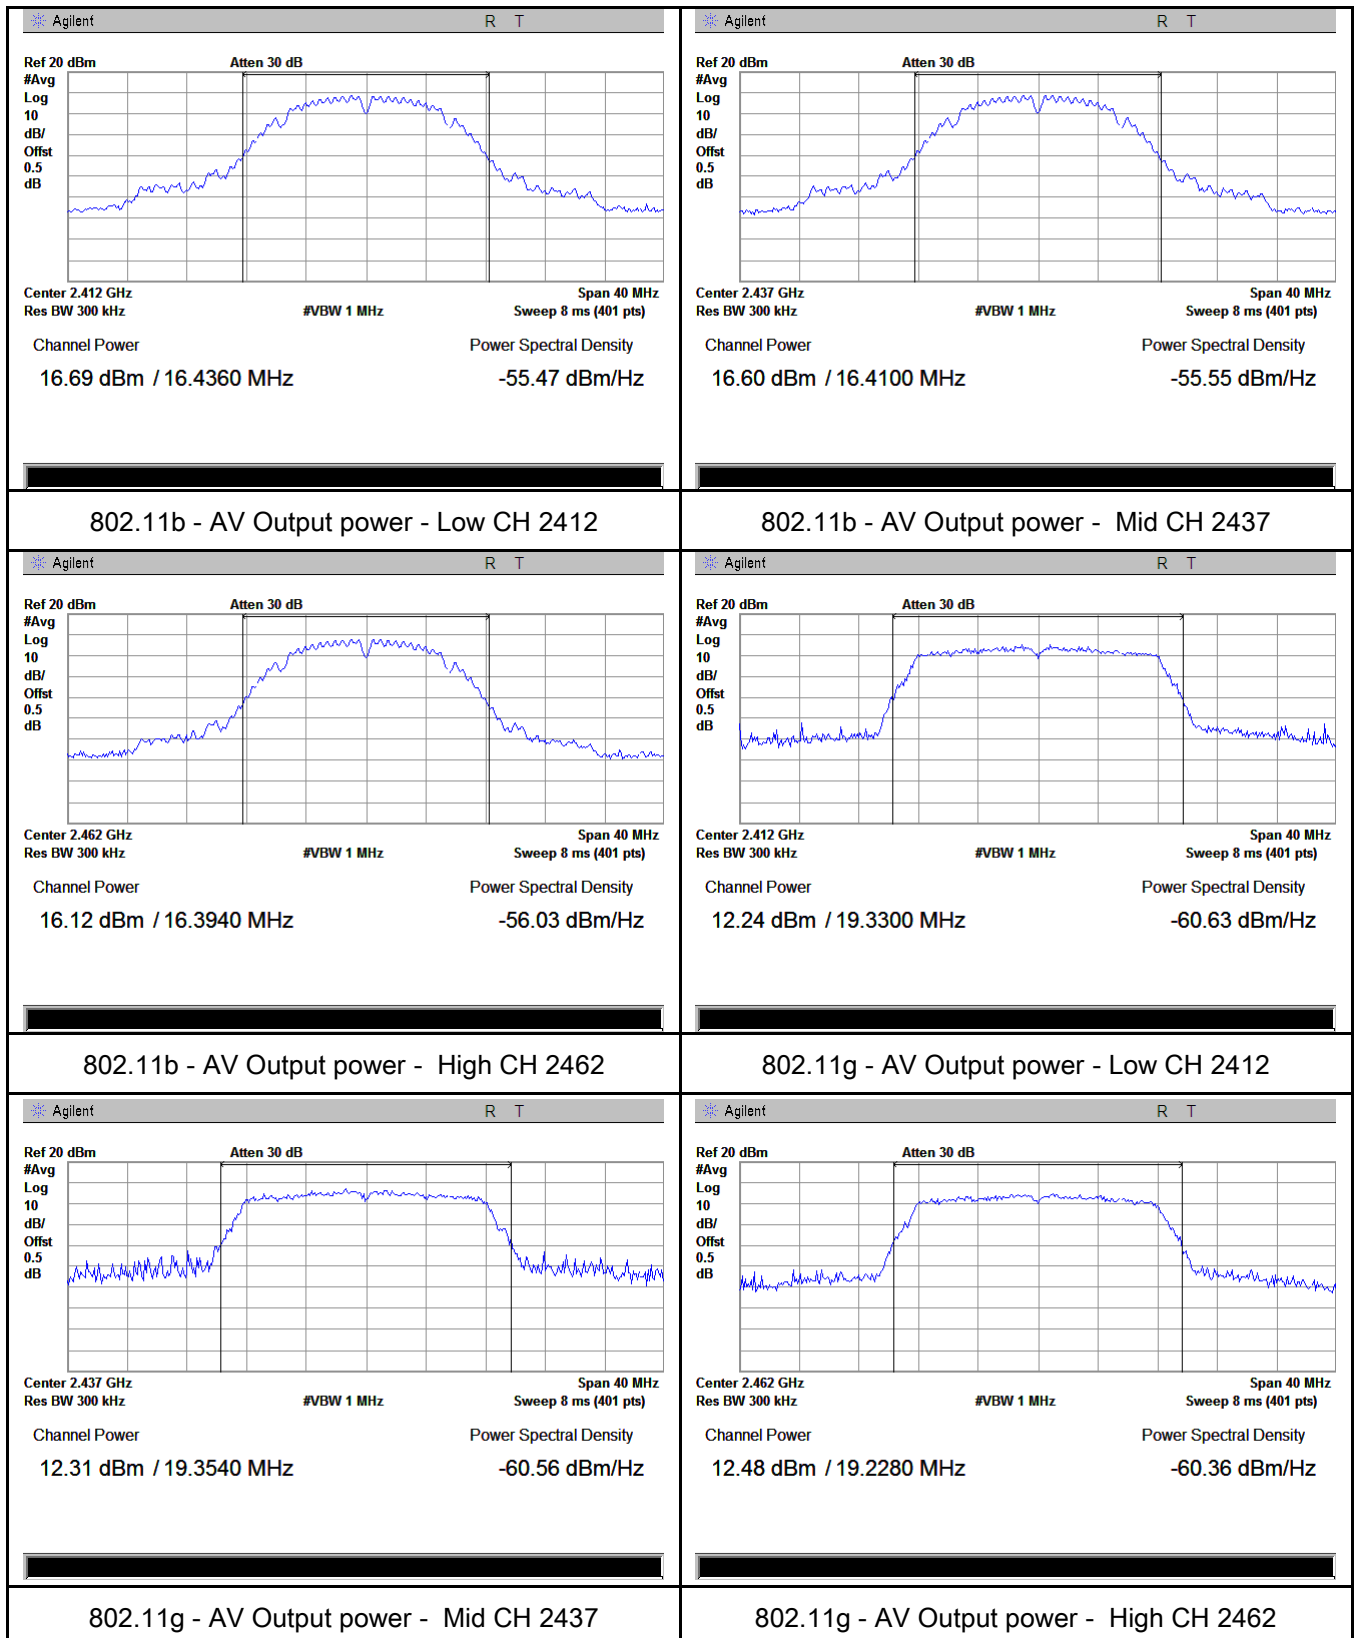 Agilent R T
Ref 20 dBm Atten 30 dB
#Avg
Log
10
dB/
Offst
0.5
dB
Center 2.412 GHz Span 40 MHz
Res BW 300 kHz #VBW 1 MHz Sweep 8 ms (401 pts)
Channel Power Power Spectral Density
16.69 dBm / 16.4360 MHz -55.47 dBm/Hz
802.11b - AV Output power - Low CH 2412
Agilent R T
Ref 20 dBm Atten 30 dB
#Avg
Log
10
dB/
Offst
0.5
dB
Center 2.437 GHz Span 40 MHz
Res BW 300 kHz #VBW 1 MHz Sweep 8 ms (401 pts)
Channel Power Power Spectral Density
16.60 dBm / 16.4100 MHz -55.55 dBm/Hz
802.11b - AV Output power - Mid CH 2437
Agilent R T
Ref 20 dBm Atten 30 dB
#Avg
Log
10
dB/
Offst
0.5
dB
Center 2.462 GHz Span 40 MHz
Res BW 300 kHz #VBW 1 MHz Sweep 8 ms (401 pts)
Channel Power Power Spectral Density
16.12 dBm / 16.3940 MHz -56.03 dBm/Hz
802.11b - AV Output power - High CH 2462
Agilent R T
Ref 20 dBm Atten 30 dB
#Avg
Log
10
dB/
Offst
0.5
dB
Center 2.412 GHz Span 40 MHz
Res BW 300 kHz #VBW 1 MHz Sweep 8 ms (401 pts)
Channel Power Power Spectral Density
12.24 dBm / 19.3300 MHz -60.63 dBm/Hz
802.11g - AV Output power - Low CH 2412
Agilent R T
Ref 20 dBm Atten 30 dB
#Avg
Log
10
dB/
Offst
0.5
dB
Center 2.437 GHz Span 40 MHz
Res BW 300 kHz #VBW 1 MHz Sweep 8 ms (401 pts)
Channel Power Power Spectral Density
12.31 dBm / 19.3540 MHz -60.56 dBm/Hz
802.11g - AV Output power - Mid CH 2437
Agilent R T
Ref 20 dBm Atten 30 dB
#Avg
Log
10
dB/
Offst
0.5
dB
Center 2.462 GHz Span 40 MHz
Res BW 300 kHz #VBW 1 MHz Sweep 8 ms (401 pts)
Channel Power Power Spectral Density
12.48 dBm / 19.2280 MHz -60.36 dBm/Hz
802.11g - AV Output power - High CH 2462